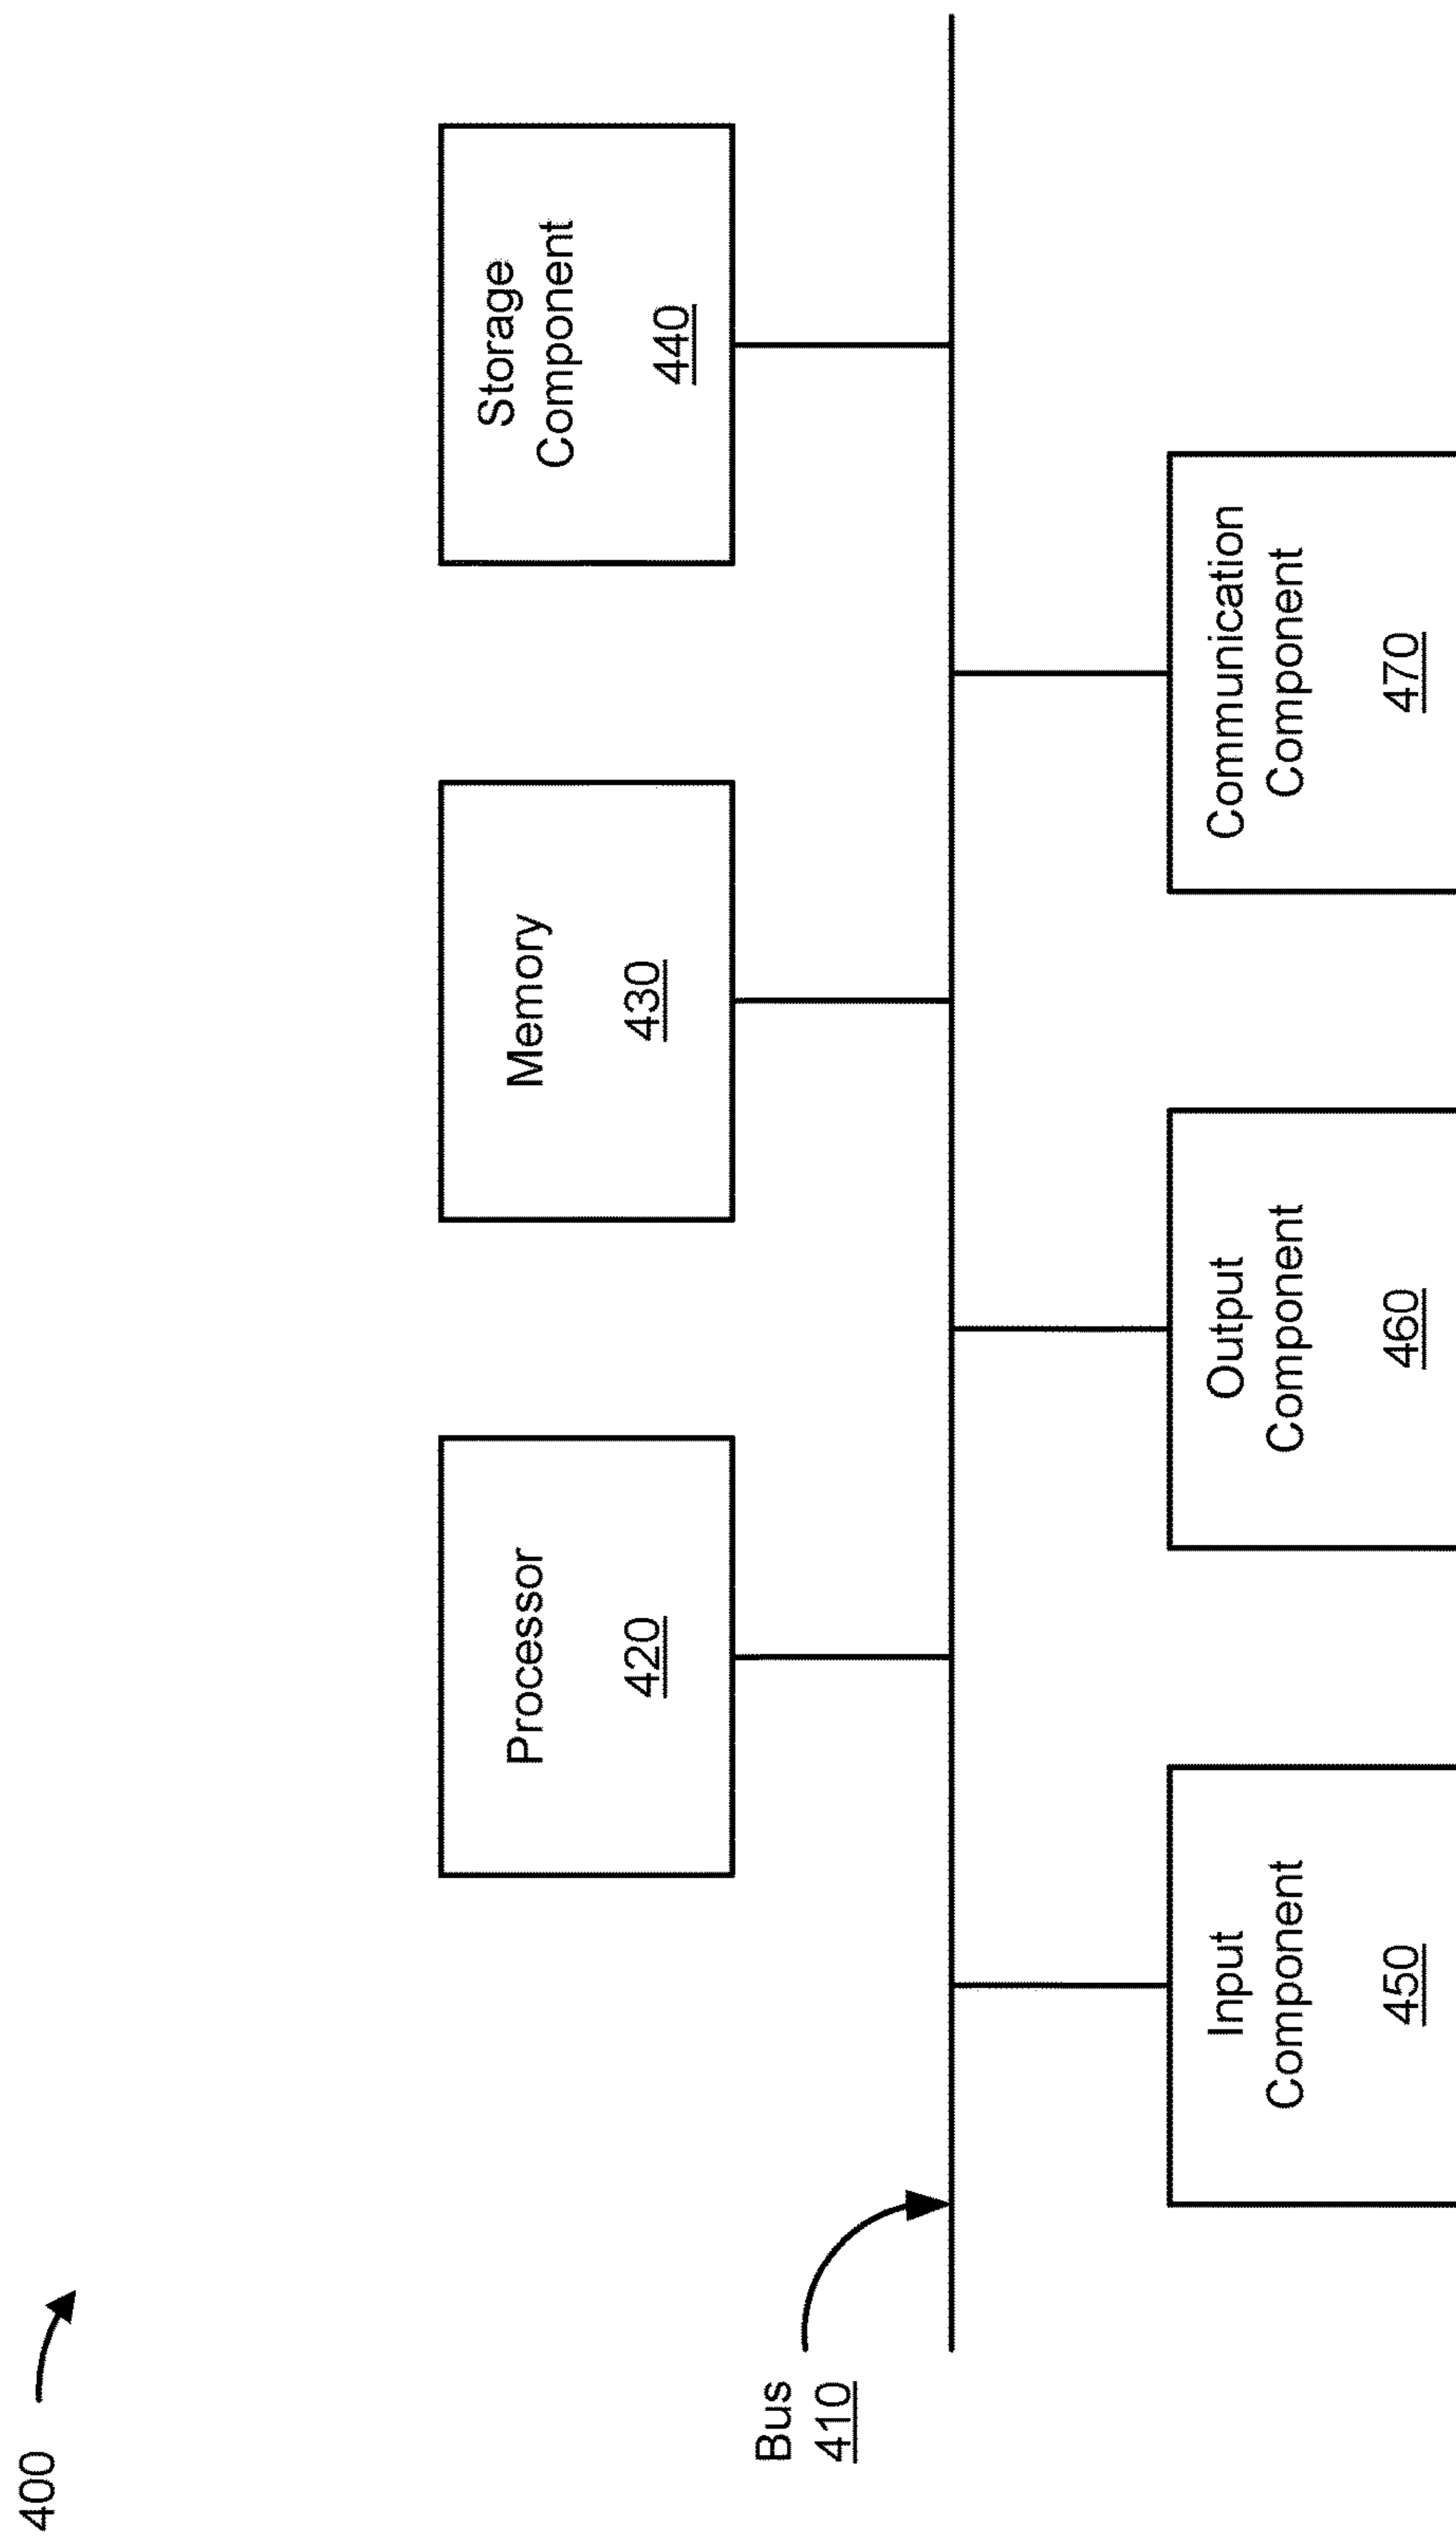 400
Processor
420
Memory
430
Storage
Component
440
Bus
410
Input
Component
450
Output
Component
460
Communication
Component
470